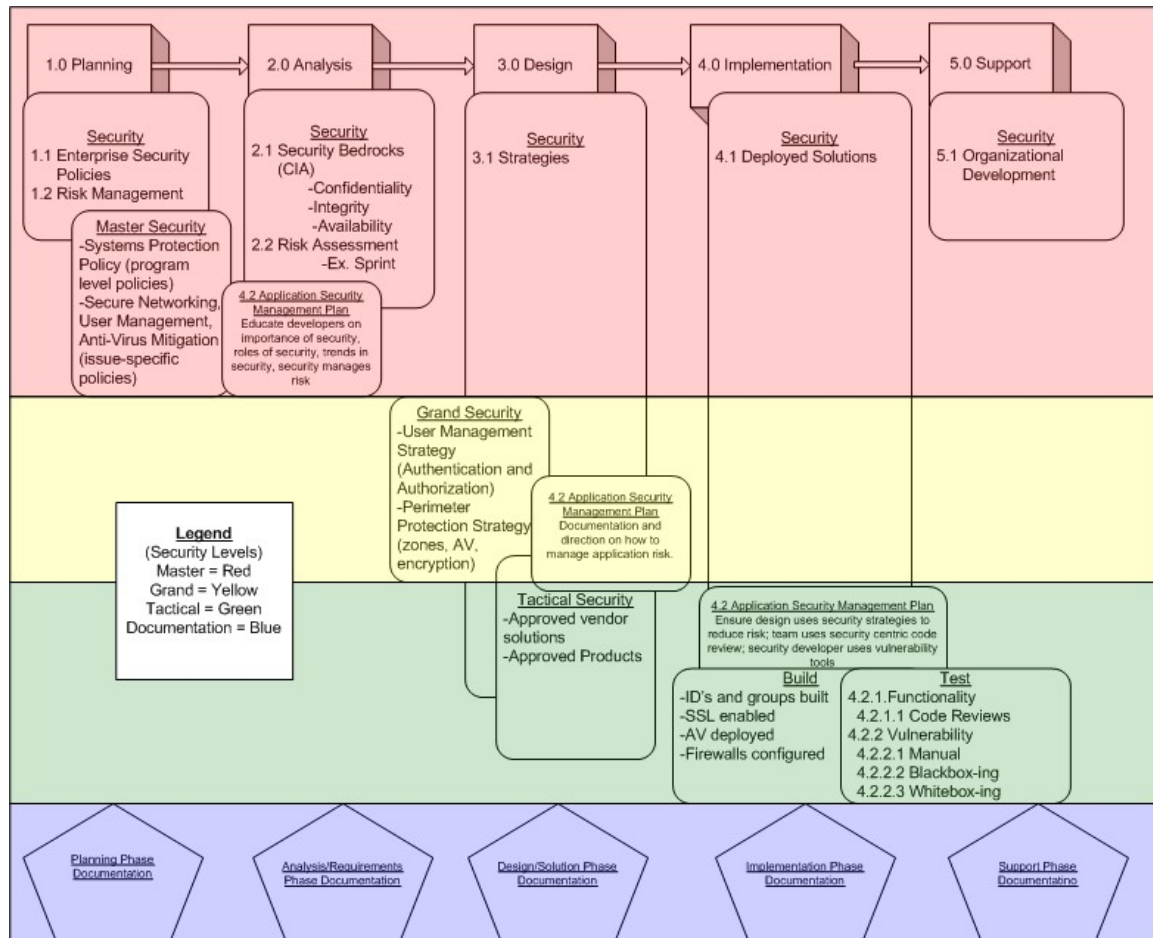 1.0 Planning
2.0 Analysis
3.0 Design
4.0 Implementation
5.0 Support
Security
1.1 Enterprise Security
Policies
1.2 Risk Management
Master Security
-Systems Protection
Policy (program
level policies)
-Secure Networking,
User Management,
Anti-Virus Mitigation
(issue-specific
policies)
Security
2.1 Security Bedrocks
(CIA)
-Confidentiality
-Integrity
-Availability
2.2 Risk Assessment
-Ex. Sprint
4.2 Application Security
Management Plan
Educate developers on
importance of security,
roles of security, trends in
security, security manages
risk
Security
3.1 Strategies
Security
4.1 Deployed Solutions
Security
5.1 Organizational
Development
Grand Security
-User Management
Strategy
(Authentication and
Authorization)
-Perimeter
Protection Strategy
(zones, AV,
encryption)
4.2 Application Security
Management Plan
Documentation and
direction on how to
manage application risk.
Legend
(Security Levels)
Master = Red
Grand = Yellow
Tactical = Green
Documentation = Blue
Tactical Security
-Approved vendor
solutions
-Approved Products
4.2 Application Security Management Plan
Ensure design uses security strategies to
reduce risk; team uses security centric code
review; security developer uses vulnerability
tools
Build
-ID's and groups built
-SSL enabled
-AV deployed
-Firewalls configured
Test
4.2.1.Functionality
4.2.1.1 Code Reviews
4.2.2 Vulnerability
4.2.2.1 Manual
4.2.2.2 Blackbox-ing
4.2.2.3 Whitebox-ing
Planning Phase
Documentation
Analysis/Requirements
Phase Documentation
Design/Solution Phase
Documentation
Implementation Phase
Documentation
Support Phase
Documentatino